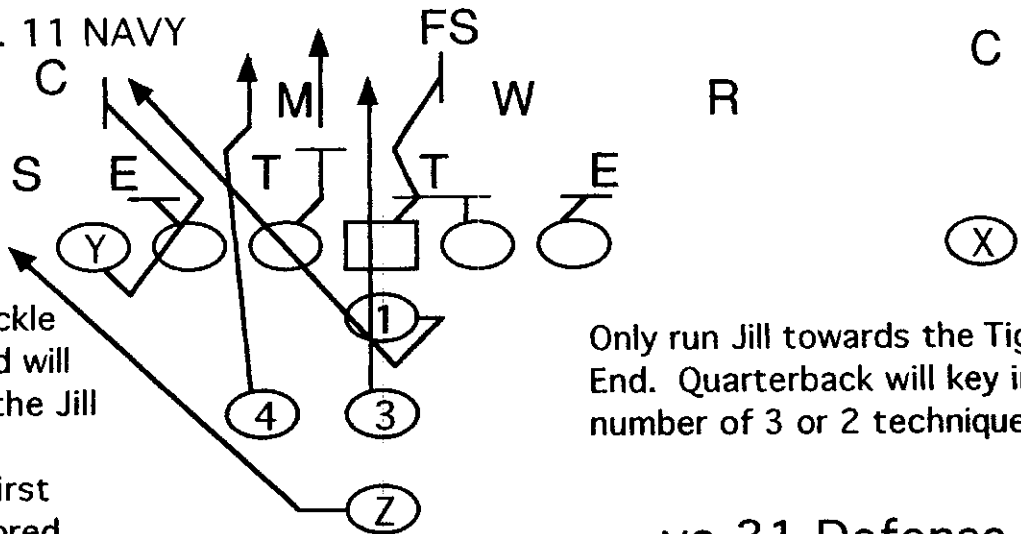 . 11 NAVY
FS
C
C
M
W
R
S
E
T
T
E
Y
X
1
ckle
d will
the Jill
Only run Jill towards the Tig
End. Quarterback will key i
number of 3 or 2 technique
4
3
irst
ored
Z
vs 31 Defense